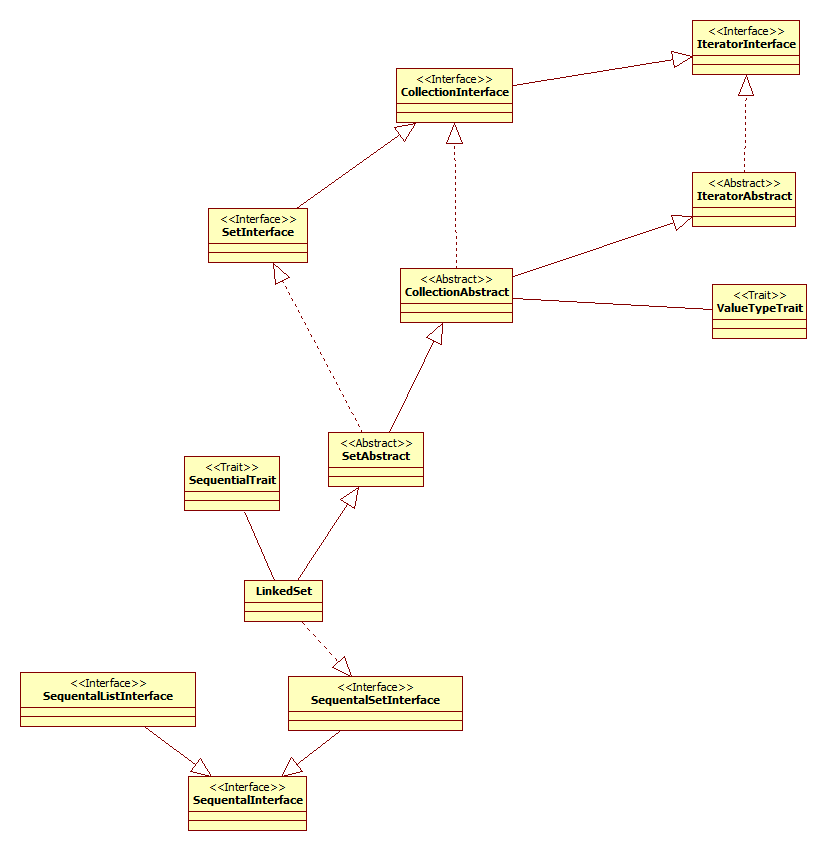 <<Interface>>
IteratorInterface
<<Interface>>
CollectionInterface
<<Abstract>>
IteratorAbstract
<<Interface>>
SetInterface
<<Abstract>>
CollectionAbstract
<<Trait>>
ValueTypeTrait
<<Abstract>>
SetAbstract
<<Trait>>
SequentialTrait
LinkedSet
<<Interface>>
SequentalListInterface
<<Interface>>
SequentalSetInterface
<<Interface>>
SequentalInterface